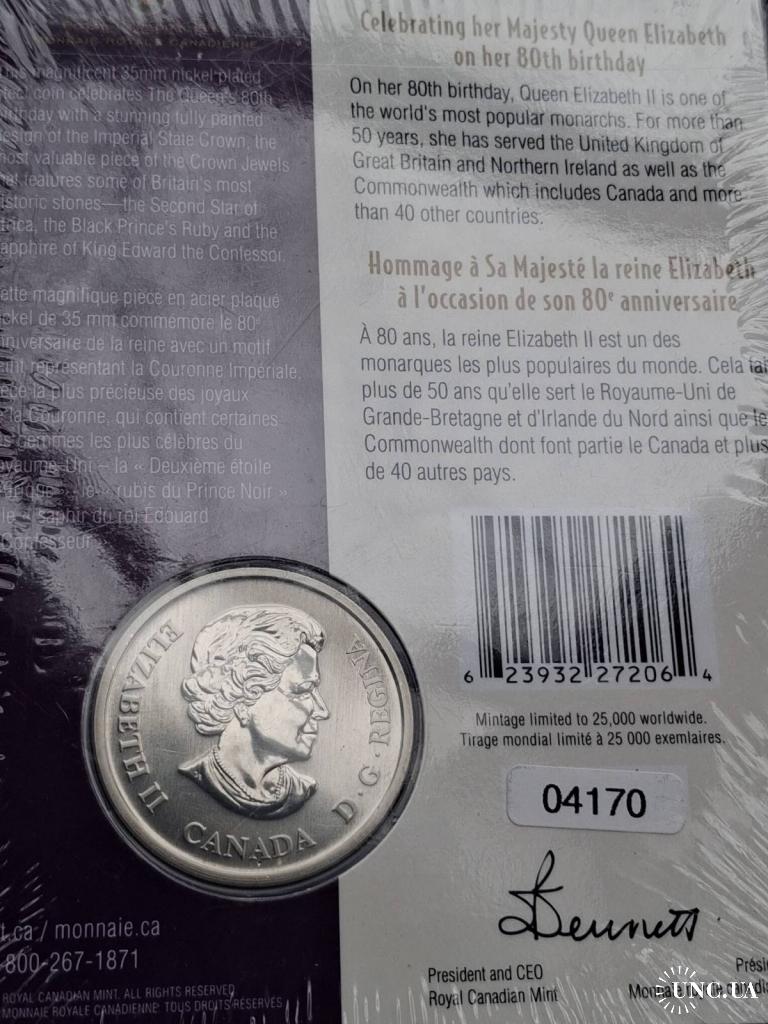 MONNAIE ROYALE CANADIENNE
magnificent 35mm nickel-plated
coin celebrates The Queen's 80th
with a stunning fully painted
of the Imperial State Crown, the
valuable piece of the Crown Jewels
features some of Britain's most
stones—the Second Star of
the Black Prince's Ruby and the
of King Edward the Confessor.
magnifique pièce en acier plaqué
de 35 mm commémore le 80e
de la reine avec un motif
représentant la Couronne Impériale,
la plus précieuse des joyaux
la Couronne, qui contient certaines
gemmes les plus célèbres du
Uni – la « Deuxième étoile
le « rubis du Prince Noir »
le « saphir du roi Édouard
Confesseur
Celebrating her Majesty Queen Elizabeth
on her 80th birthday
On her 80th birthday, Queen Elizabeth II is one of
the world's most popular monarchs. For more than
50 years, she has served the United Kingdom of
Great Britain and Northern Ireland as well as the
Commonwealth which includes Canada and more
than 40 other countries.
Hommage à Sa Majesté la reine Elizabeth
à l'occasion de son 80e anniversaire
À 80 ans, la reine Elizabeth II est un des
monarques les plus populaires du monde. Cela fait
plus de 50 ans qu'elle sert le Royaume-Uni de
Grande-Bretagne et d'Irlande du Nord ainsi que le
Commonwealth dont font partie le Canada et plus
de 40 autres pays.
6 23932 27206 4
Mintage limited to 25,000 worldwide.
Tirage mondial limité à 25 000 exemlaires.
04170
ELIZABETH II
D·G·REGINA
CANADA
.ca / monnaie.ca
800-267-1871
ROYAL CANADIAN MINT. ALL RIGHTS RESERVED
MONNAIE ROYALE CANADIENNE: TOUS DROITS RÉSERVÉS
Bennett
President and CEO
Royal Canadian Mint
UNC.UA